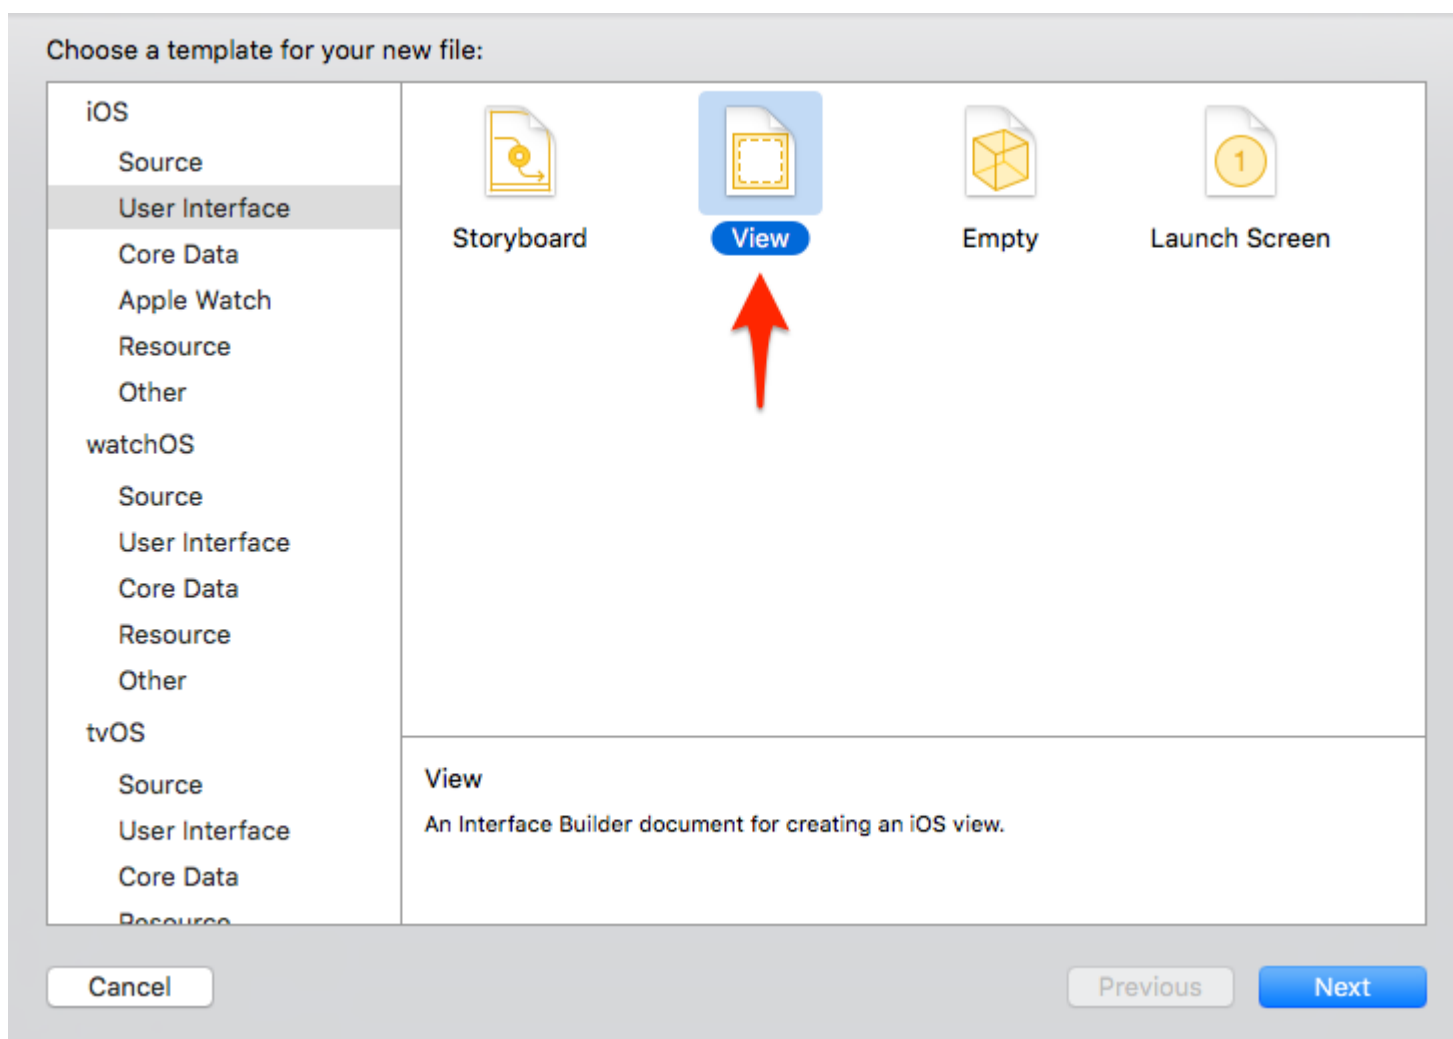 Choose a template for your new file:
iOS
Source
User Interface
Core Data
Apple Watch
Resource
Other
watchOS
Source
User Interface
Core Data
Resource
Other
tvOS
Source
User Interface
Core Data
Resource
Storyboard
View
Empty
1
Launch Screen
View
An Interface Builder document for creating an iOS view.
Cancel
Previous
Next